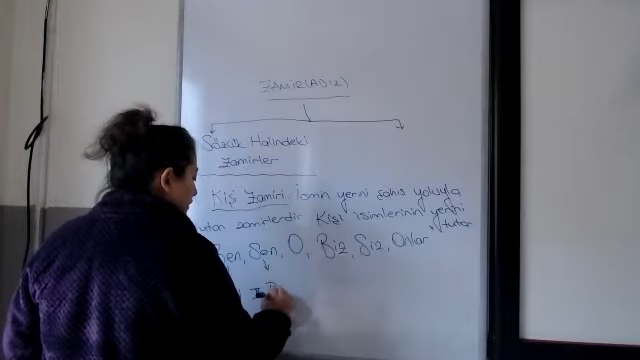 ZAMİR(ADIL)
Sözcük Halindeki
Zamirler
Kişi Zamiri: İsmin yerini şahıs yoluyla
tutan zamirlerdir Kişi isimlerinin yerini
tutar
Ben, Sen, O, Biz, Siz, Onlar